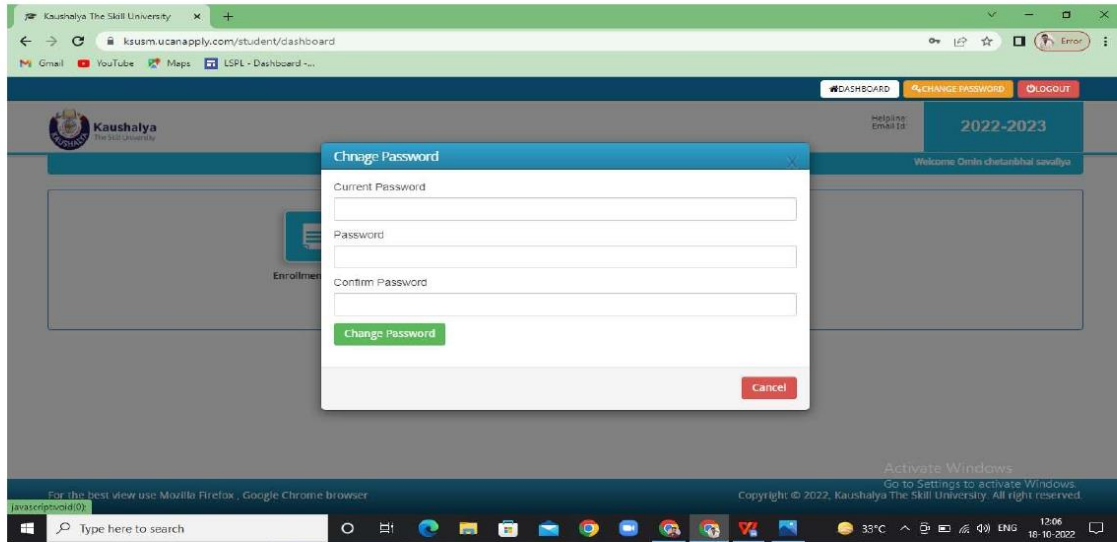 Kaushalya The Skill University
ksusm.ucanapply.com/student/dashboard
Error
Gmail YouTube Maps LSPL - Dashboard -...
DASHBOARD CHANGE PASSWORD LOGOUT
Kaushalya
The Skill University
Helpline:
Email Id:
2022-2023
Welcome Omin chetanbhai savaliya
Chnage Password X
Current Password
Password
Enrollmen
Confirm Password
Change Password
Cancel
Activate Windows
Go to Settings to activate Windows.
For the best view use Mozilla Firefox , Google Chrome browser
Copyright © 2022, Kaushalya The Skill University. All right reserved.
javascript:void(0);
Type here to search
33°C ENG
12:06
18-10-2022